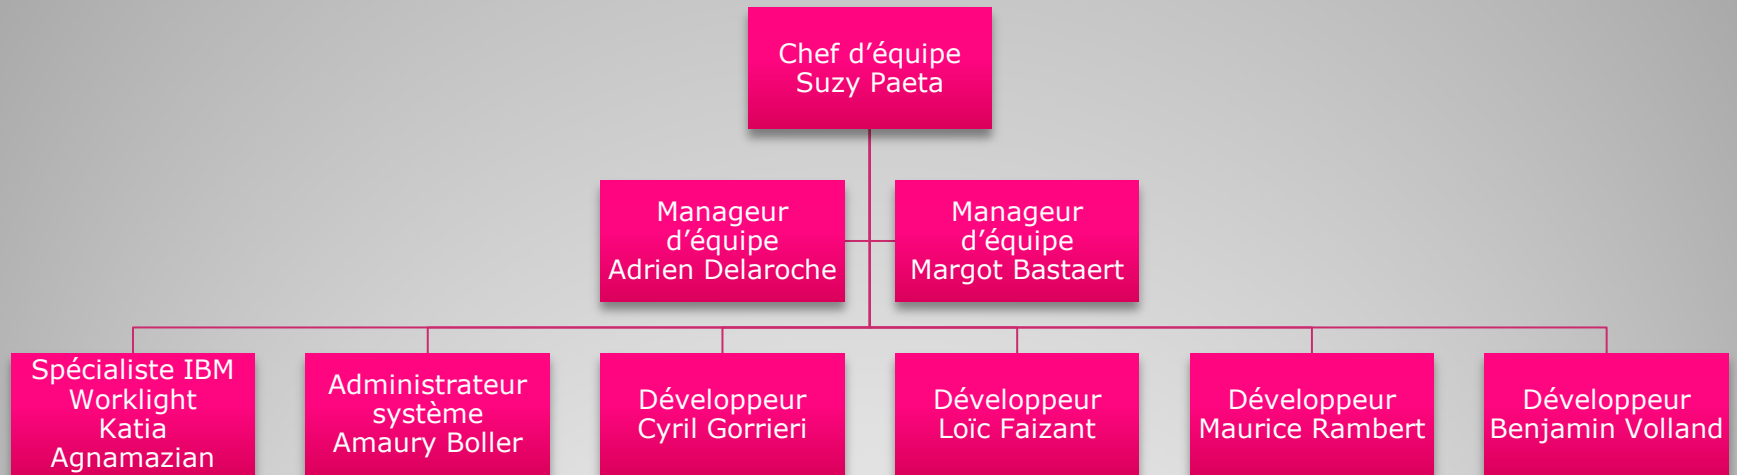 Chef d’équipe
Suzy Paeta
Manageur
d’équipe
Adrien Delaroche
Manageur
d’équipe
Margot Bastaert
Spécialiste IBM
Worklight
Katia
Agnamazian
Administrateur
système
Amaury Boller
Développeur
Cyril Gorrieri
Développeur
Loïc Faizant
Développeur
Maurice Rambert
Développeur
Benjamin Volland